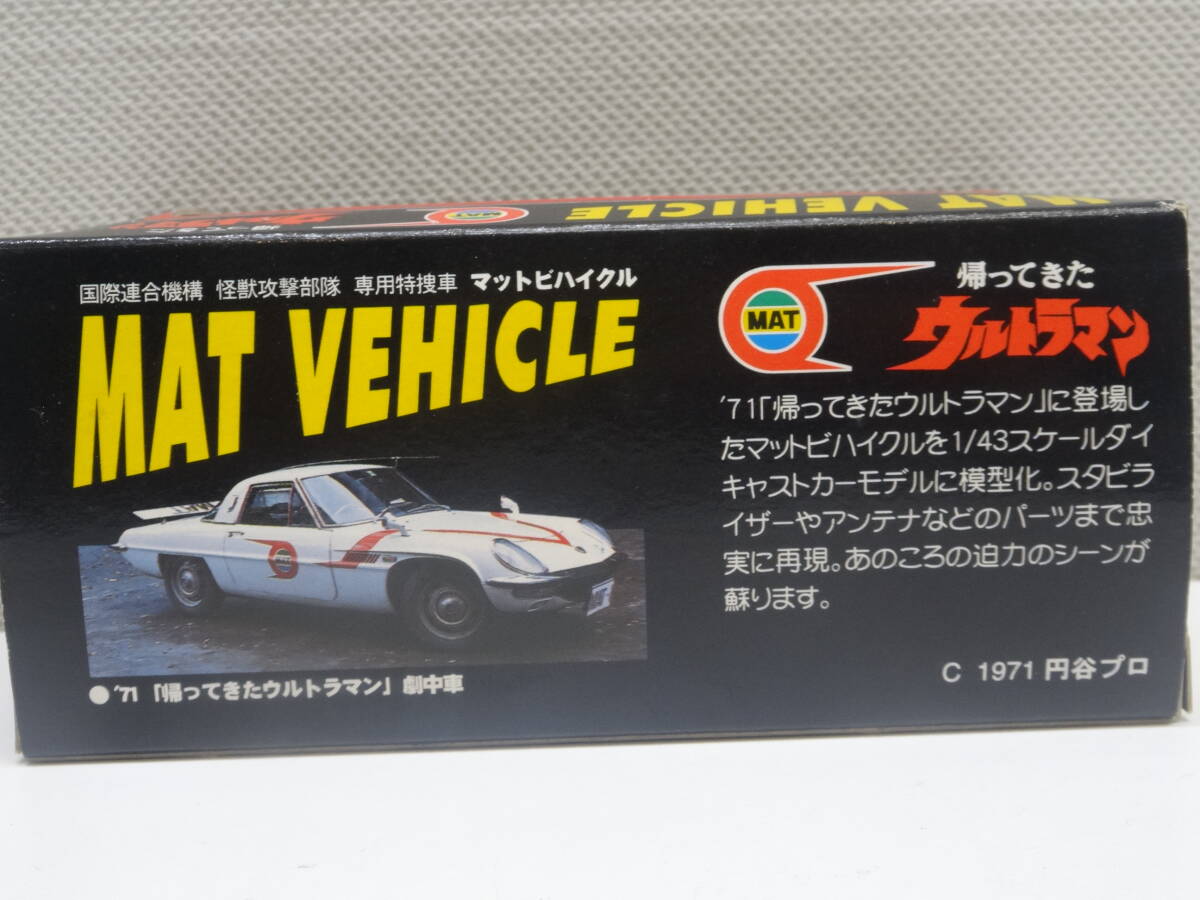 MAT VEHICLE
MAT
国際連合機構 怪獣攻撃部隊 専用特捜車 マットビハイクル
MAT VEHICLE
MAT
帰ってきた
ウルトラマン
'71「帰ってきたウルトラマン」に登場し
たマットビハイクルを1/43スケールダイ
キャストカーモデルに模型化。スタビラ
イザーやアンテナなどのパーツまで忠
実に再現。あのころの迫力のシーンが
蘇ります。
MAT
●'71「帰ってきたウルトラマン」劇中車
C 1971 円谷プロ